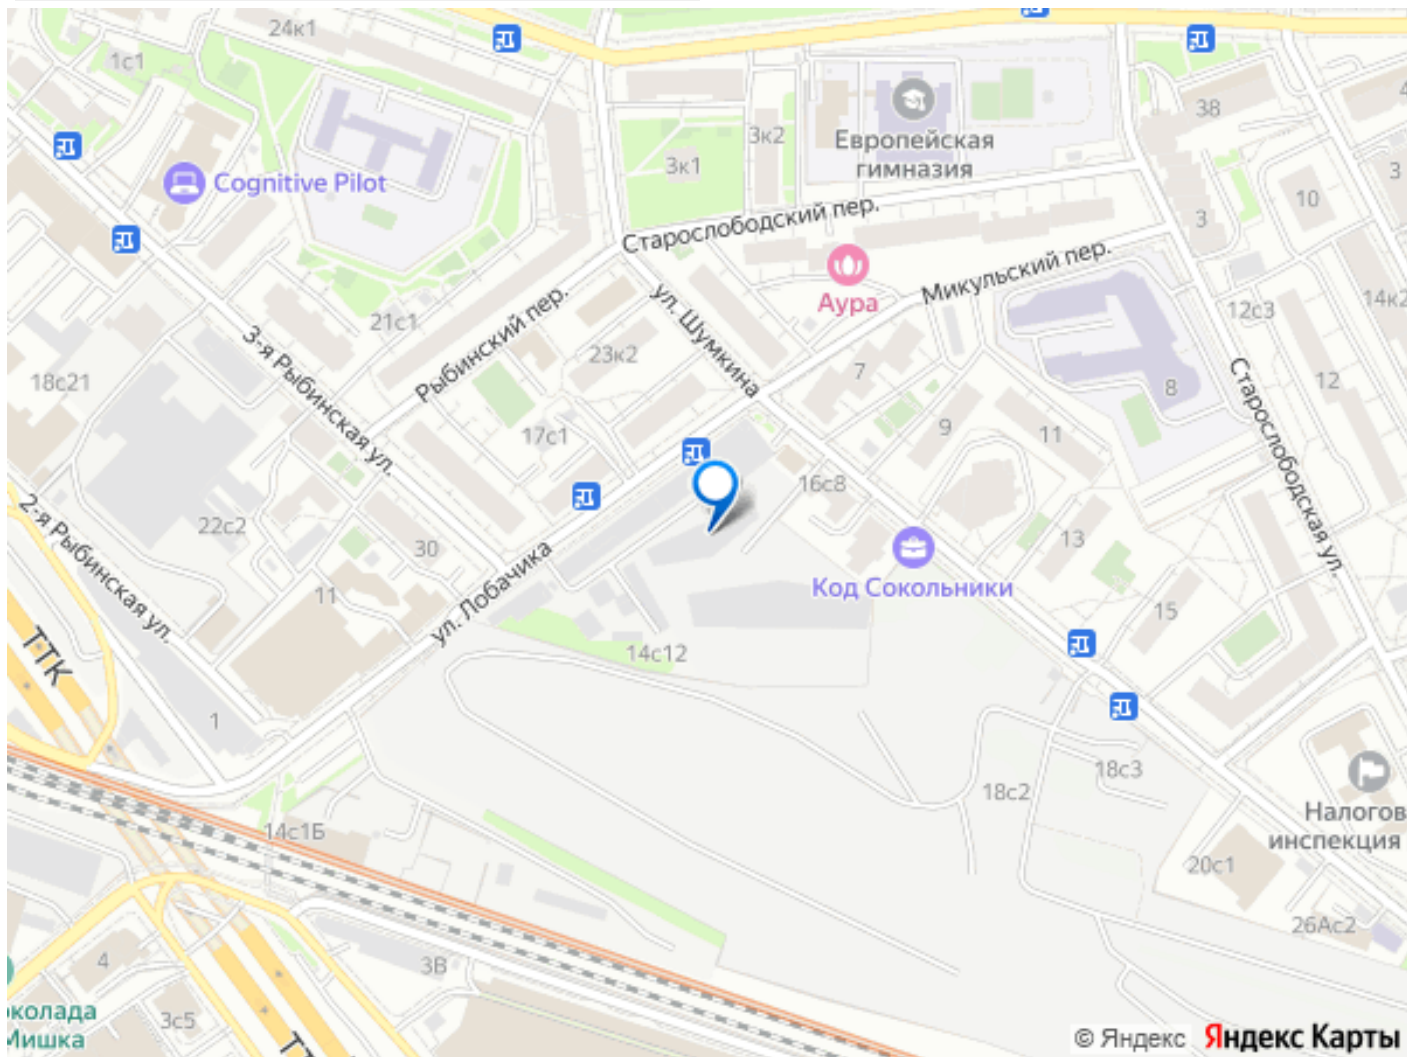 24к1
1с1
38
3к2
Европейская
гимназия
3к1
3
Cognitive Pilot
10
3
Старослободский пер.
Микульский пер.
Аура
14к2
12с3
21с1
ул. Шумкина
Рыбинский пер.
3-я Рыбинская ул.
23к2
7
18с21
12
8
Старослободская ул.
17с1
9
11
16с8
2-я Рыбинская ул.
22с2
30
13
Код Сокольники
11
ул. Лобачика
15
14с12
ТТК
1
18с3
18с2
Налогов
инспекция
14с1Б
20с1
26Ас2
4
3В
околада
Мишка
3с5
© Яндекс Яндекс Карты